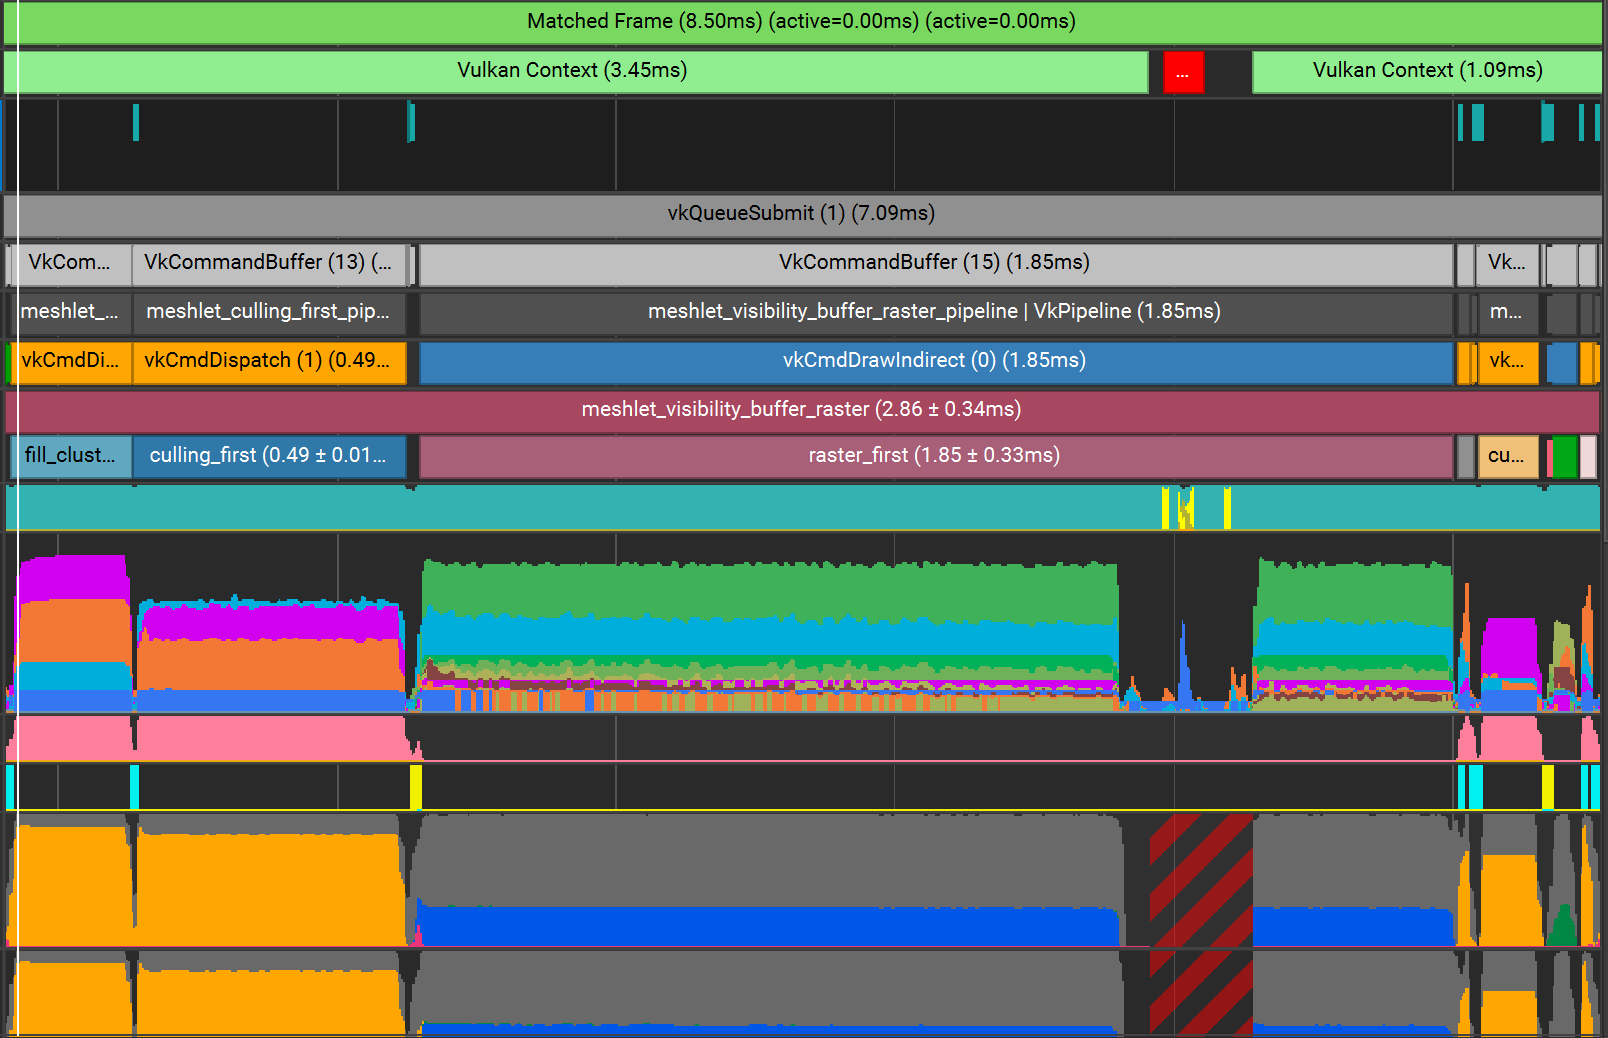 Matched Frame (8.50ms) (active=0.00ms) (active=0.00ms)
Vulkan Context (3.45ms) ... Vulkan Context (1.09ms)
vkQueueSubmit (1) (7.09ms)
VkCom... VkCommandBuffer (13) (... VkCommandBuffer (15) (1.85ms) Vk...
meshlet_... meshlet_culling_first_pip... meshlet_visibility_buffer_raster_pipeline | VkPipeline (1.85ms) m...
vkCmdDi... vkCmdDispatch (1) (0.49... vkCmdDrawIndirect (0) (1.85ms) vk...
meshlet_visibility_buffer_raster (2.86 ± 0.34ms)
fill_clust... culling_first (0.49 ± 0.01... raster_first (1.85 ± 0.33ms) cu...